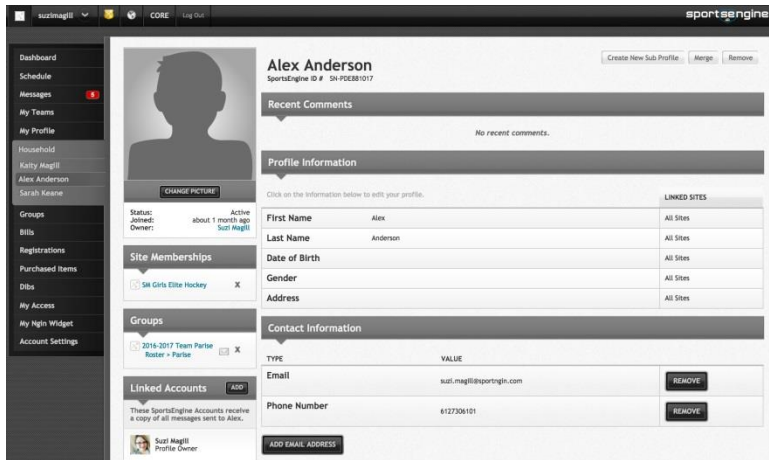 suzimagill
CORE
Log Out
sportsengine
Dashboard
Schedule
Messages 5
My Teams
My Profile
Household
Kaity Magill
Alex Anderson
Sarah Keane
Groups
Bills
Registrations
Purchased Items
Dibs
My Access
My Ngin Widget
Account Settings
CHANGE PICTURE
Status: Active
Joined: about 1 month ago
Owner: Suzi Magill
Site Memberships
SM Girls Elite Hockey X
Groups
2016-2017 Team Parise
Roster > Parise X
Linked Accounts ADD
These SportsEngine Accounts receive
a copy of all messages sent to Alex.
Suzi Magill
Profile Owner
Alex Anderson
SportsEngine ID # SN-PDE881017
Create New Sub Profile Merge Remove
Recent Comments
No recent comments.
Profile Information
Click on the information below to edit your profile.
LINKED SITES
First Name Alex All Sites
Last Name Anderson All Sites
Date of Birth All Sites
Gender All Sites
Address All Sites
Contact Information
TYPE VALUE
Email suzi.magill@sportngin.com REMOVE
Phone Number 6127306101 REMOVE
ADD EMAIL ADDRESS